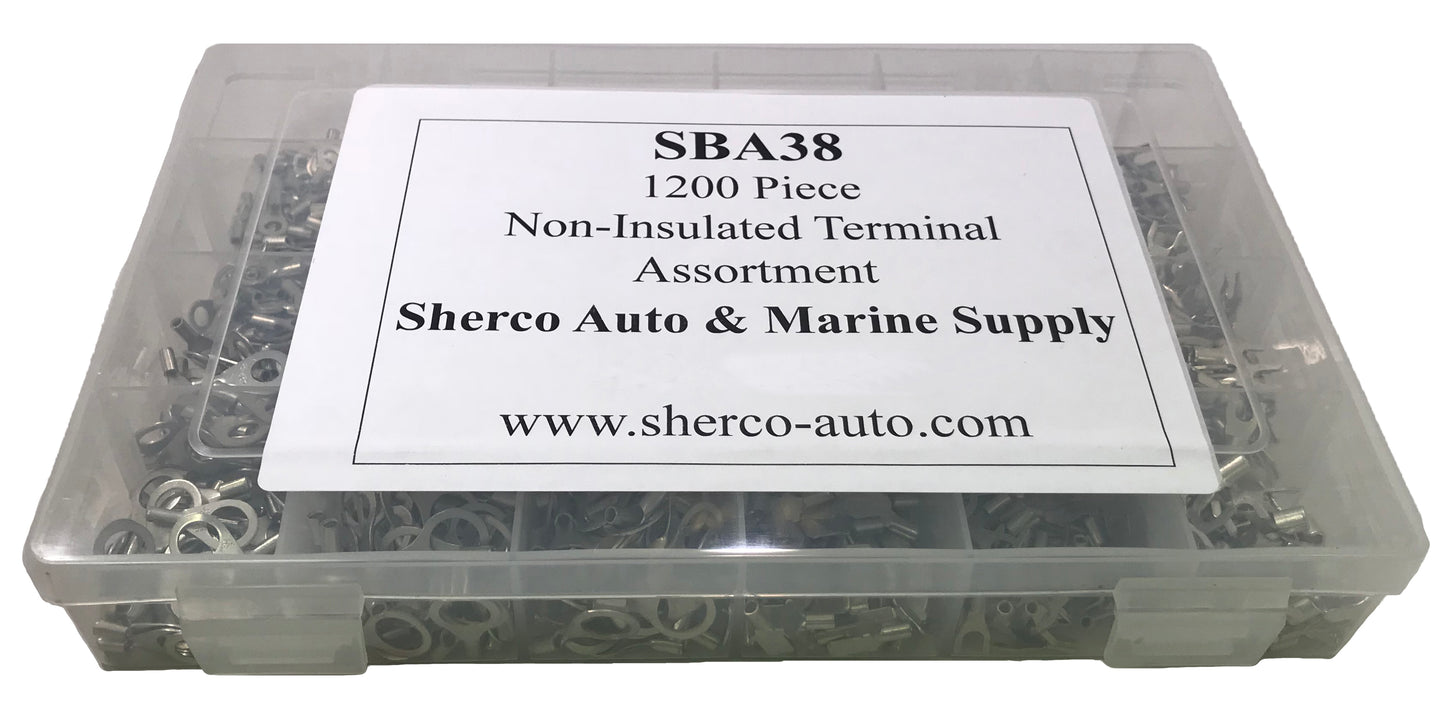 SBA38
1200 Piece
Non-Insulated Terminal
Assortment
Sherco Auto & Marine Supply
www.sherco-auto.com